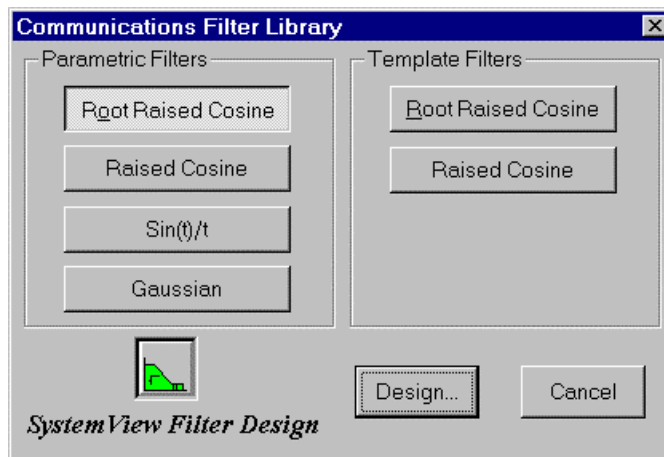 Communications Filter Library
Parametric Filters
Root Raised Cosine
Raised Cosine
Sin(t)/t
Gaussian
Template Filters
Root Raised Cosine
Raised Cosine
SystemView Filter Design
Design...
Cancel